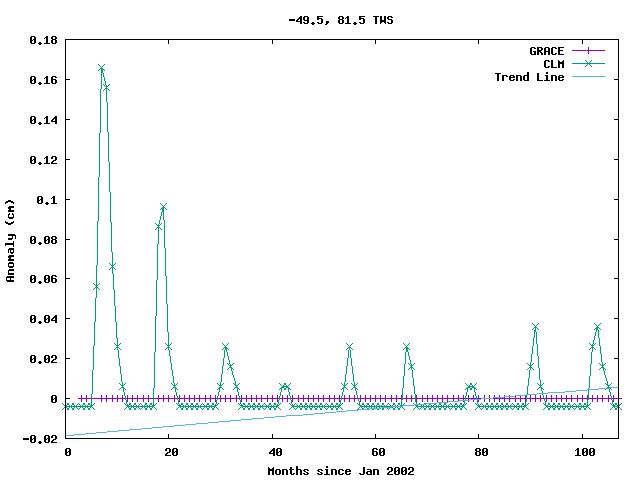 -49.5, 81.5 TWS
GRACE
CLM
Trend Line
0.18
0.16
0.14
0.12
0.1
0.08
0.06
0.04
0.02
0
-0.02
Anomaly (cm)
0 20 40 60 80 100
Months since Jan 2002